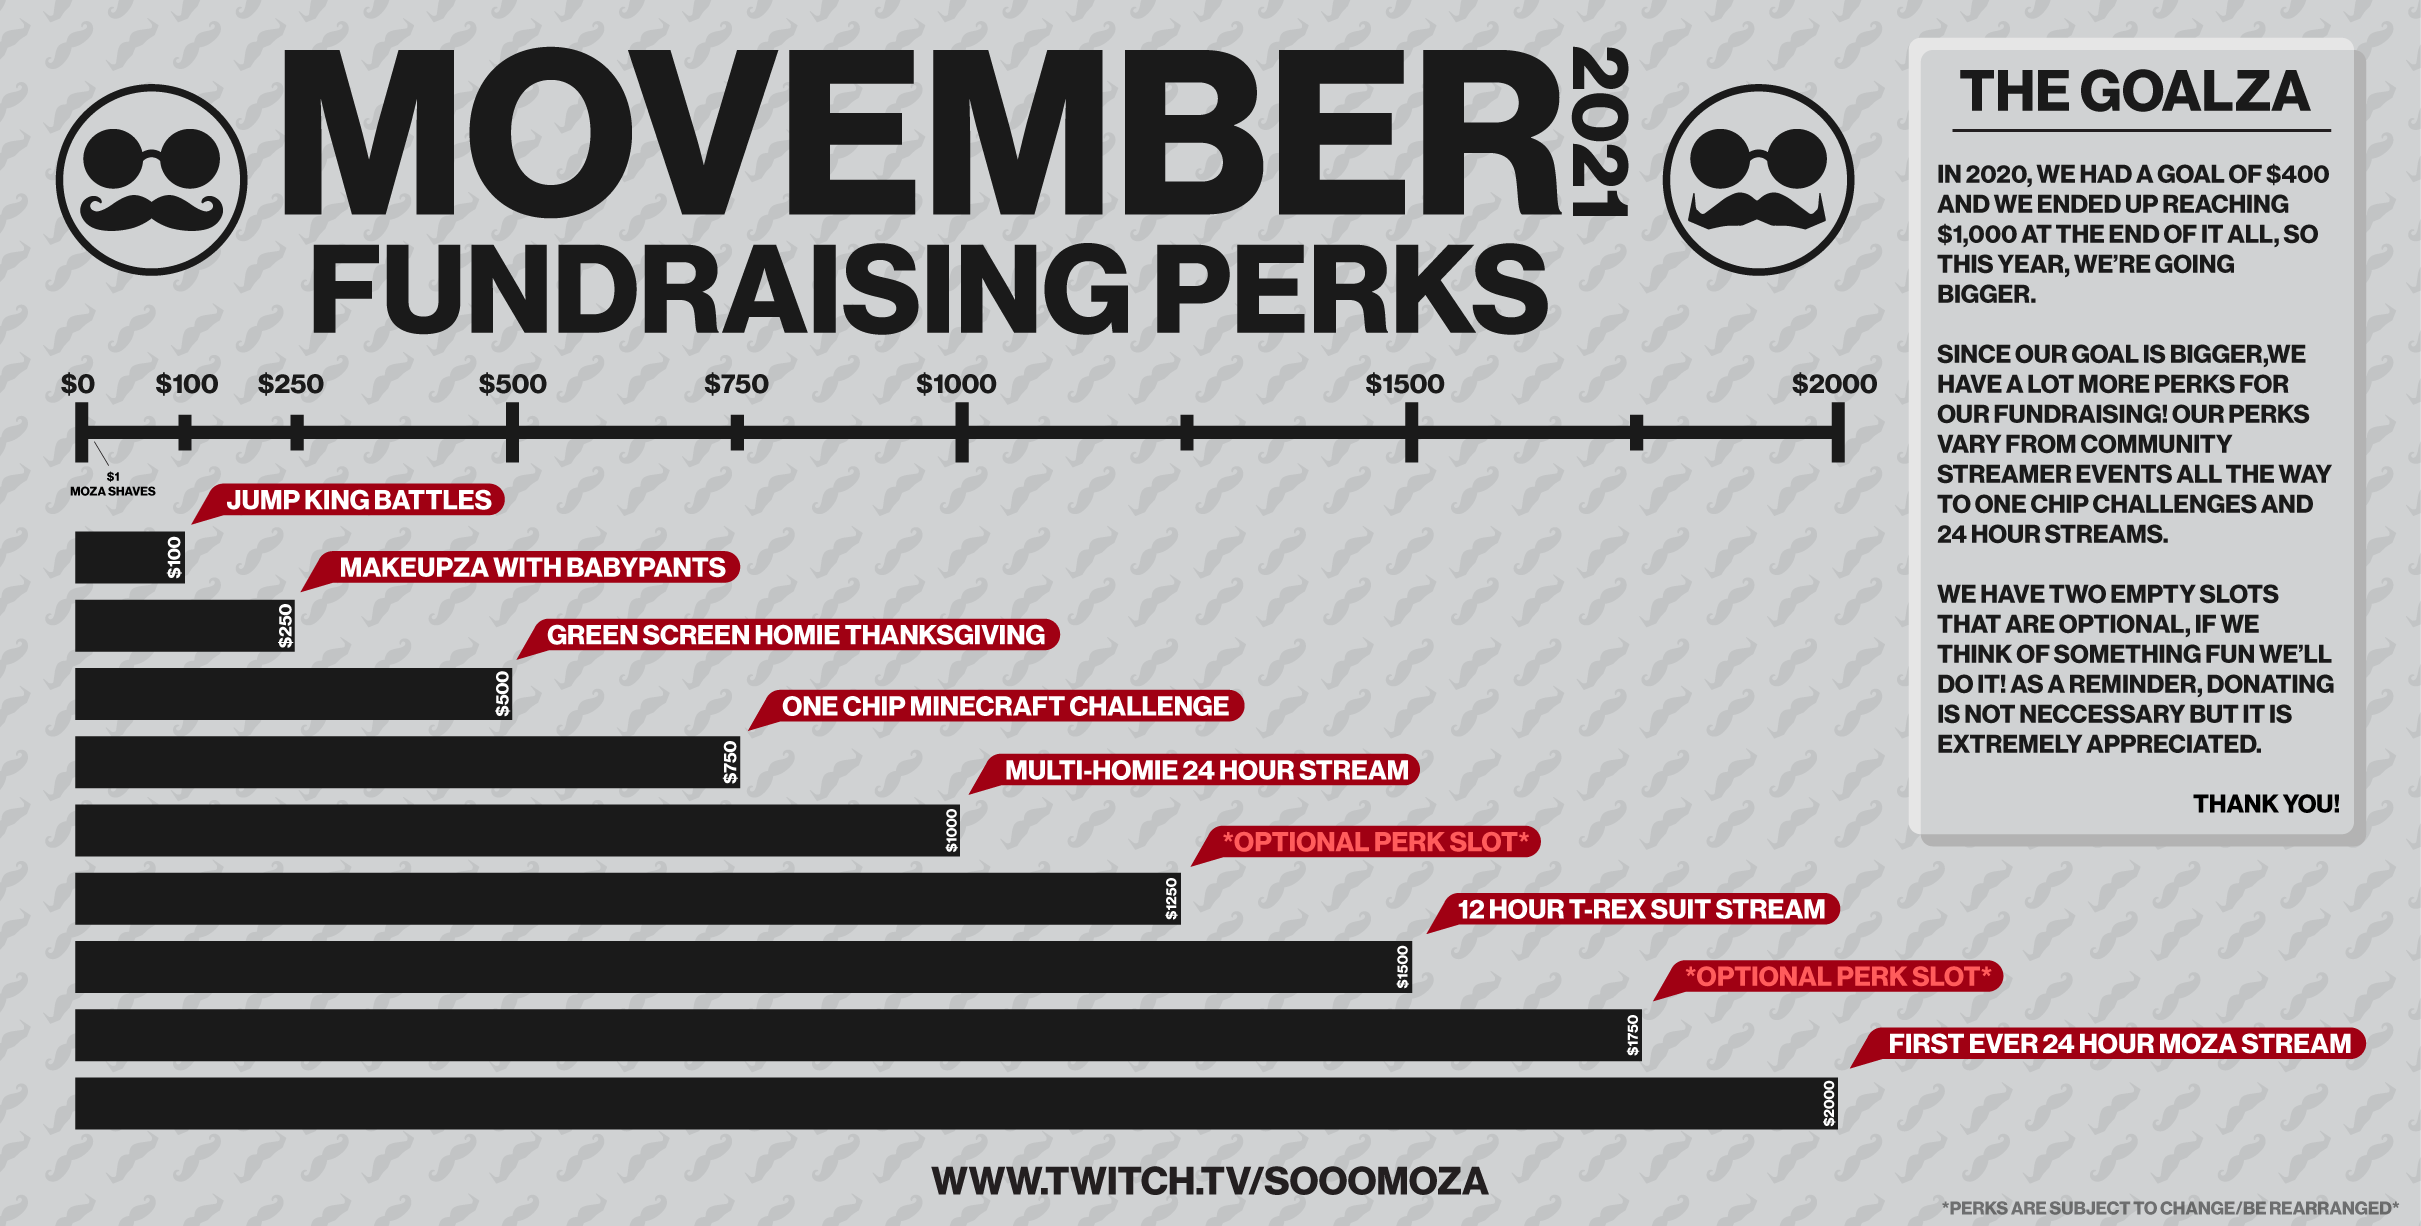 MOVEMBER
2021
FUNDRAISING PERKS
$0 $100 $250 $500 $750 $1000 $1500 $2000
$1
MOZA SHAVES
JUMP KING BATTLES
$100
MAKEUPZA WITH BABYPANTS
$250
GREEN SCREEN HOMIE THANKSGIVING
$500
ONE CHIP MINECRAFT CHALLENGE
$750
MULTI-HOMIE 24 HOUR STREAM
$1000
*OPTIONAL PERK SLOT*
$1250
12 HOUR T-REX SUIT STREAM
$1500
*OPTIONAL PERK SLOT*
$1750
FIRST EVER 24 HOUR MOZA STREAM
$2000
THE GOALZA
IN 2020, WE HAD A GOAL OF $400
AND WE ENDED UP REACHING
$1,000 AT THE END OF IT ALL, SO
THIS YEAR, WE'RE GOING
BIGGER.
SINCE OUR GOAL IS BIGGER,WE
HAVE A LOT MORE PERKS FOR
OUR FUNDRAISING! OUR PERKS
VARY FROM COMMUNITY
STREAMER EVENTS ALL THE WAY
TO ONE CHIP CHALLENGES AND
24 HOUR STREAMS.
WE HAVE TWO EMPTY SLOTS
THAT ARE OPTIONAL, IF WE
THINK OF SOMETHING FUN WE'LL
DO IT! AS A REMINDER, DONATING
IS NOT NECCESSARY BUT IT IS
EXTREMELY APPRECIATED.
THANK YOU!
WWW.TWITCH.TV/SOOOMOZA
*PERKS ARE SUBJECT TO CHANGE/BE REARRANGED*